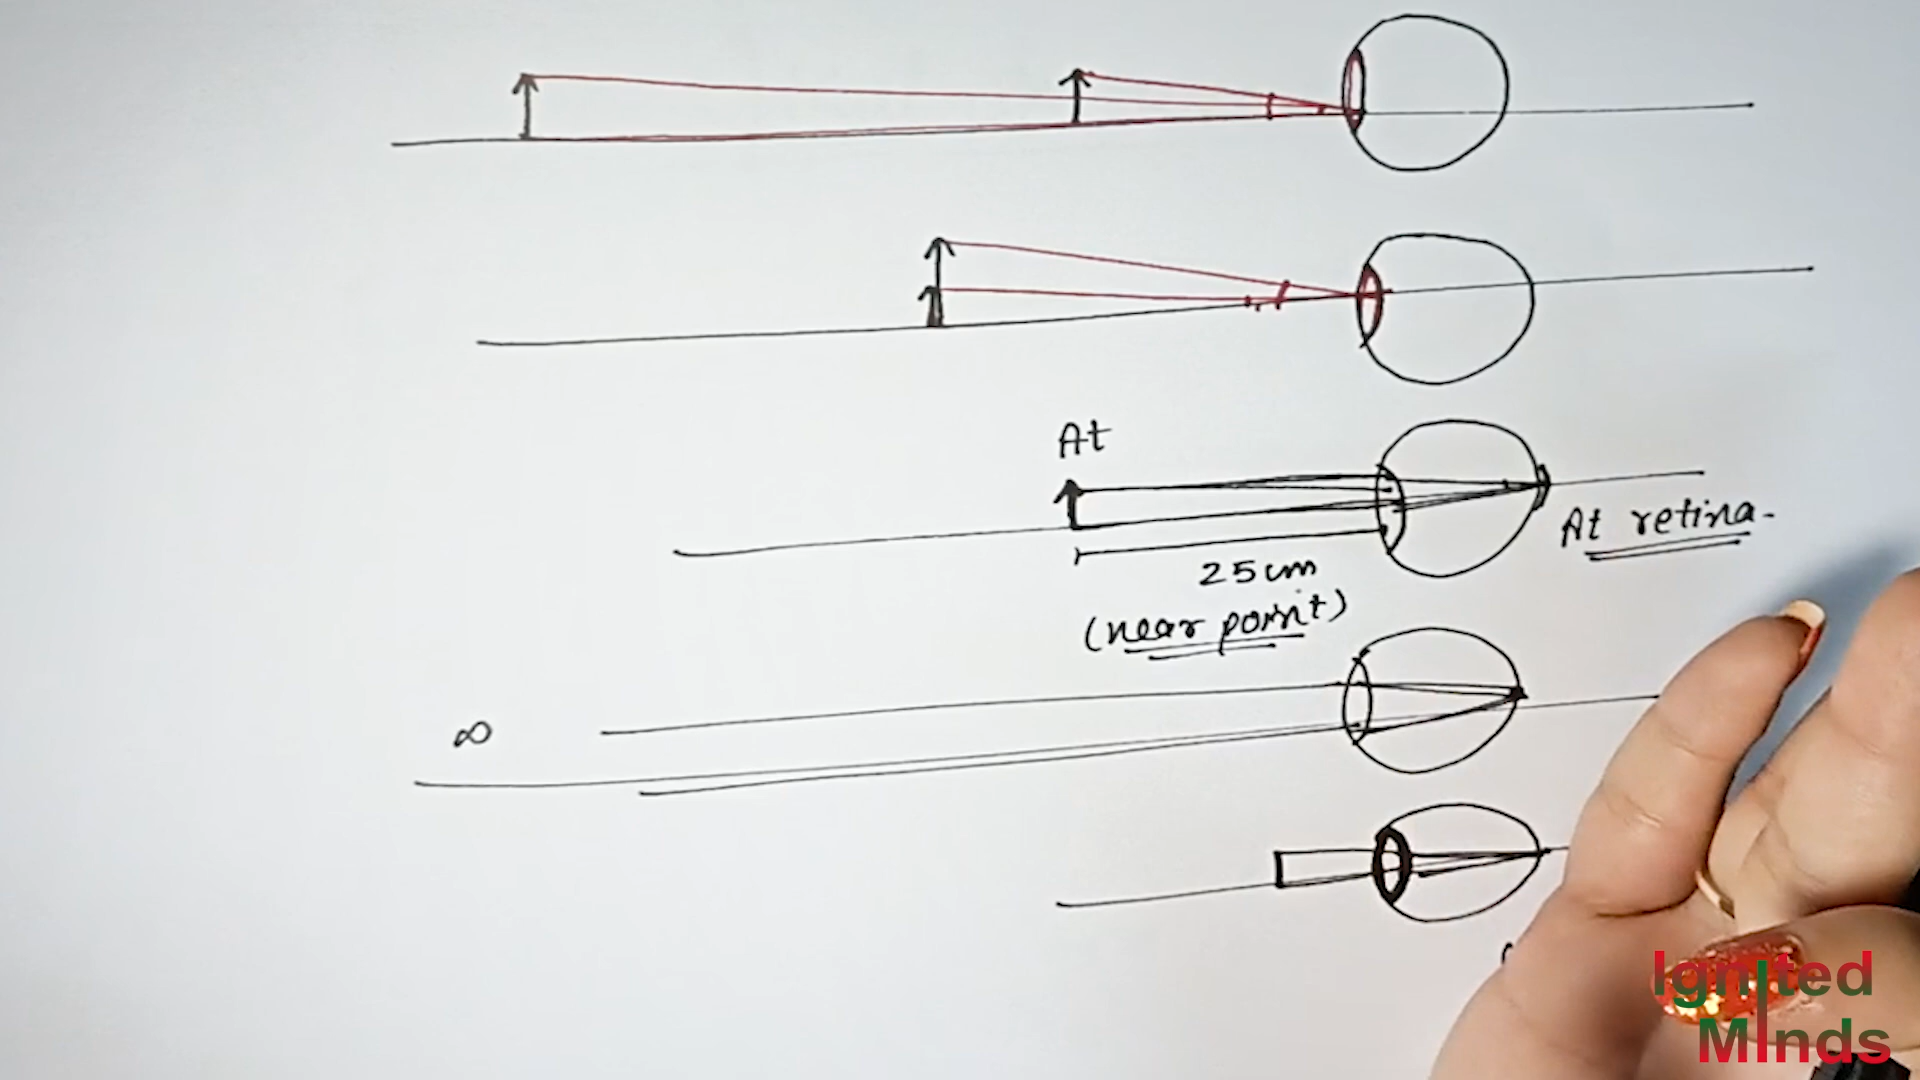 At
At retina.
25cm
(near point)
∞
Ignited
Minds